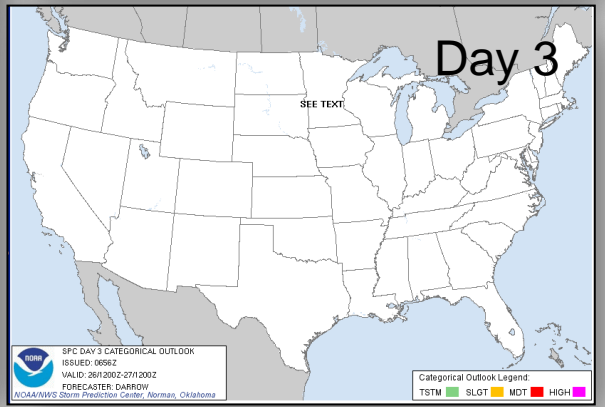 Day 3
SEE TEXT
NOAA
SPC DAY 3 CATEGORICAL OUTLOOK
ISSUED: 0656Z
VALID: 26/1200Z-27/1200Z
FORECASTER: DARROW
NOAA/NWS Storm Prediction Center, Norman, Oklahoma
Categorical Outlook Legend:
TSTM SLGT MDT HIGH